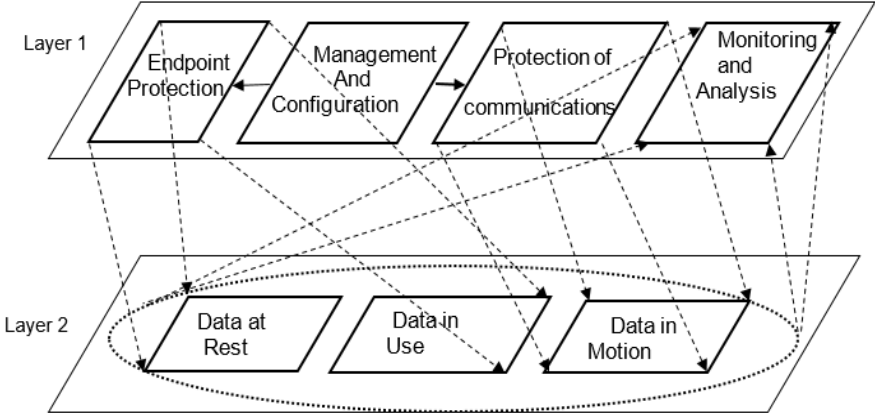 Layer 1
Endpoint
Protection
Management
And
Configuration
Protection of
communications
Monitoring
and
Analysis
Layer 2
Data at
Rest
Data in
Use
Data in
Motion